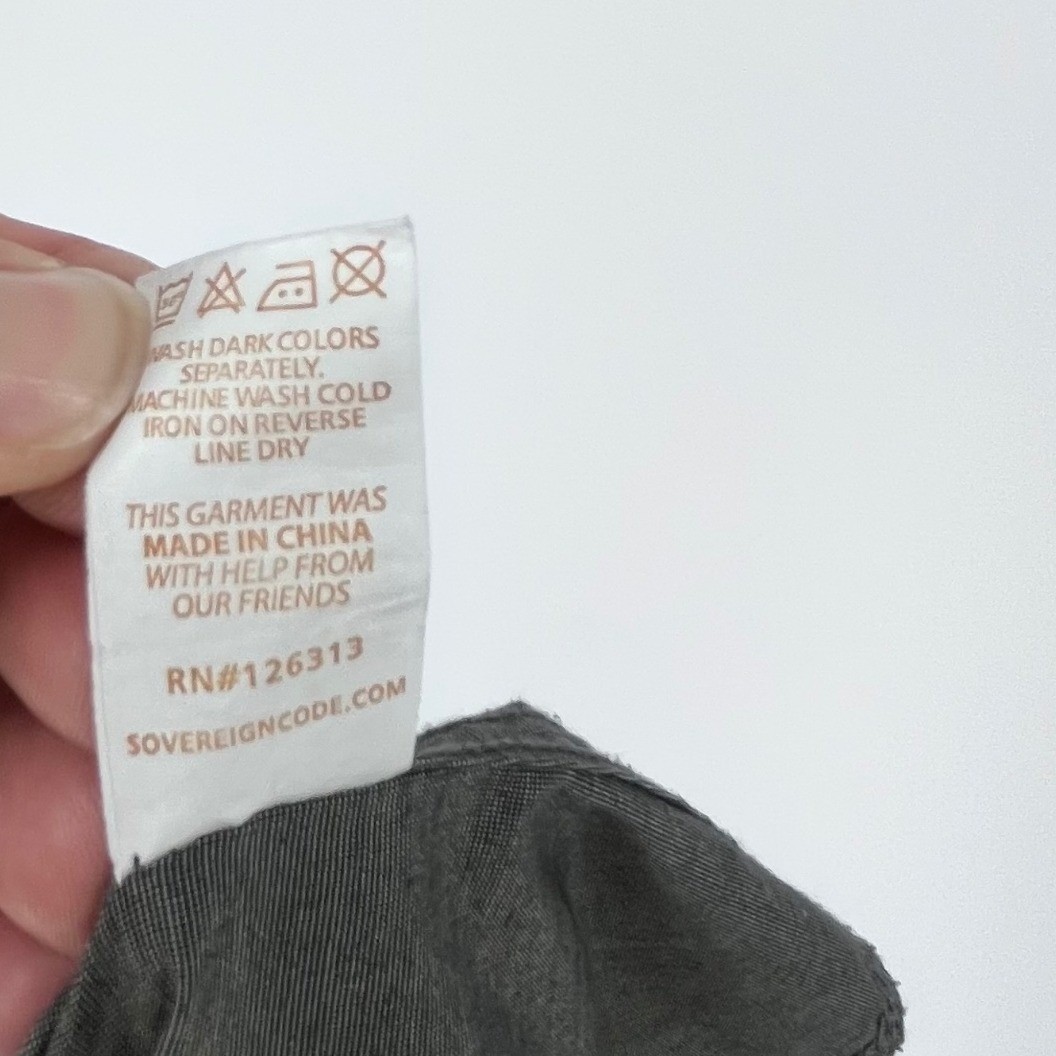 30°
WASH DARK COLORS
SEPARATELY.
MACHINE WASH COLD
IRON ON REVERSE
LINE DRY
THIS GARMENT WAS
MADE IN CHINA
WITH HELP FROM
OUR FRIENDS
RN#126313
SOVEREIGNCODE.COM